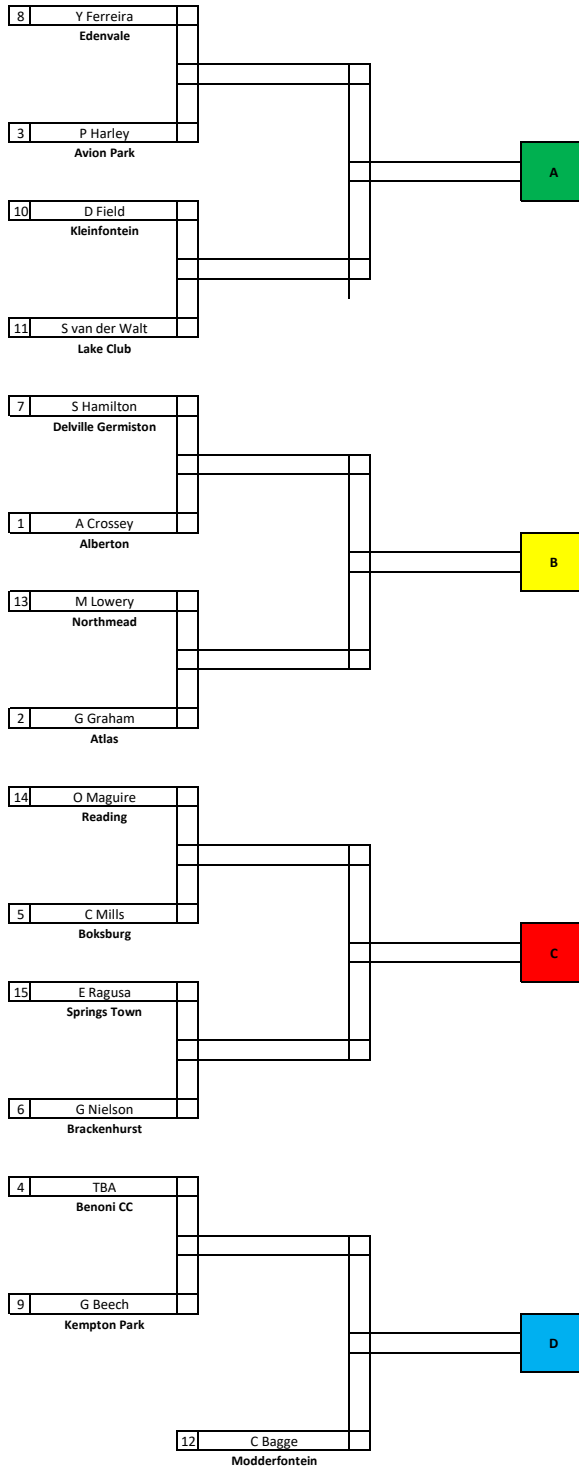 8 Y Ferreira
Edenvale
3 P Harley
Avion Park
A
10 D Field
Kleinfontein
11 S van der Walt
Lake Club
7 S Hamilton
Delville Germiston
1 A Crossey
Alberton
B
13 M Lowery
Northmead
2 G Graham
Atlas
14 O Maguire
Reading
5 C Mills
Boksburg
C
15 E Ragusa
Springs Town
6 G Nielson
Brackenhurst
4 TBA
Benoni CC
9 G Beech
Kempton Park
D
12 C Bagge
Modderfontein